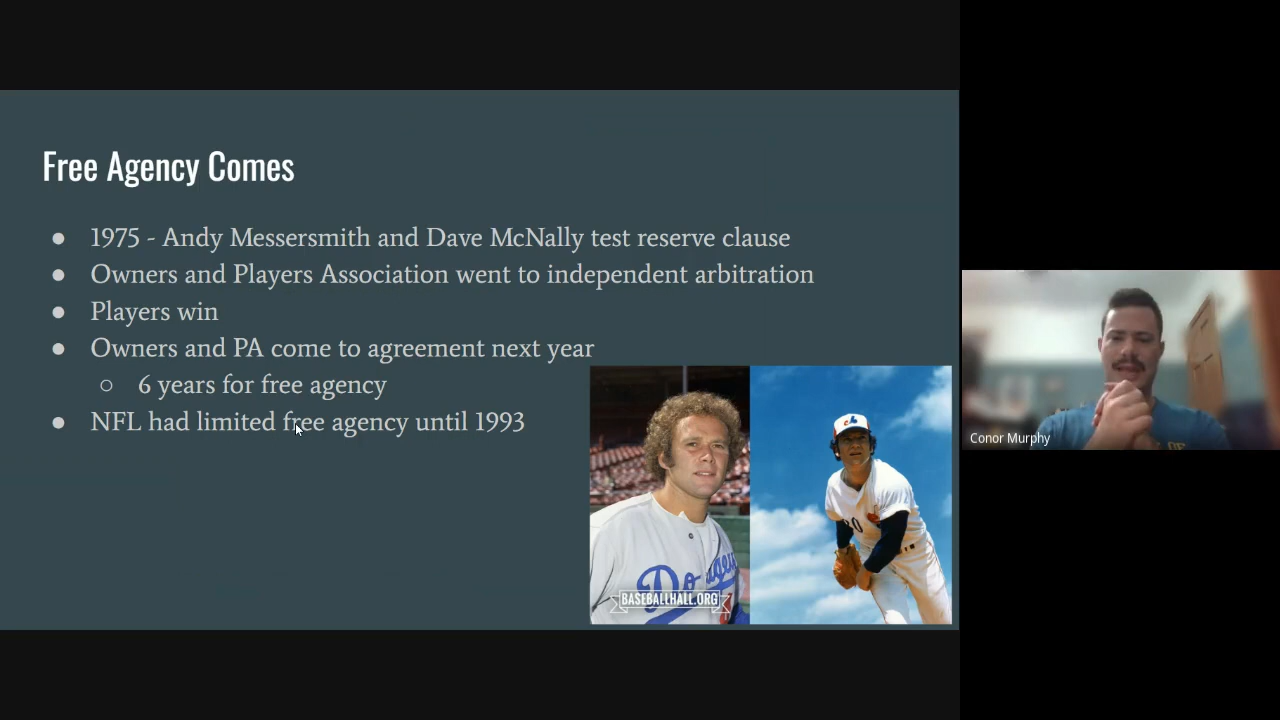 Free Agency Comes
● 1975 - Andy Messersmith and Dave McNally test reserve clause
● Owners and Players Association went to independent arbitration
● Players win
● Owners and PA come to agreement next year
○ 6 years for free agency
● NFL had limited free agency until 1993
BASEBALLHALL.ORG
Conor Murphy